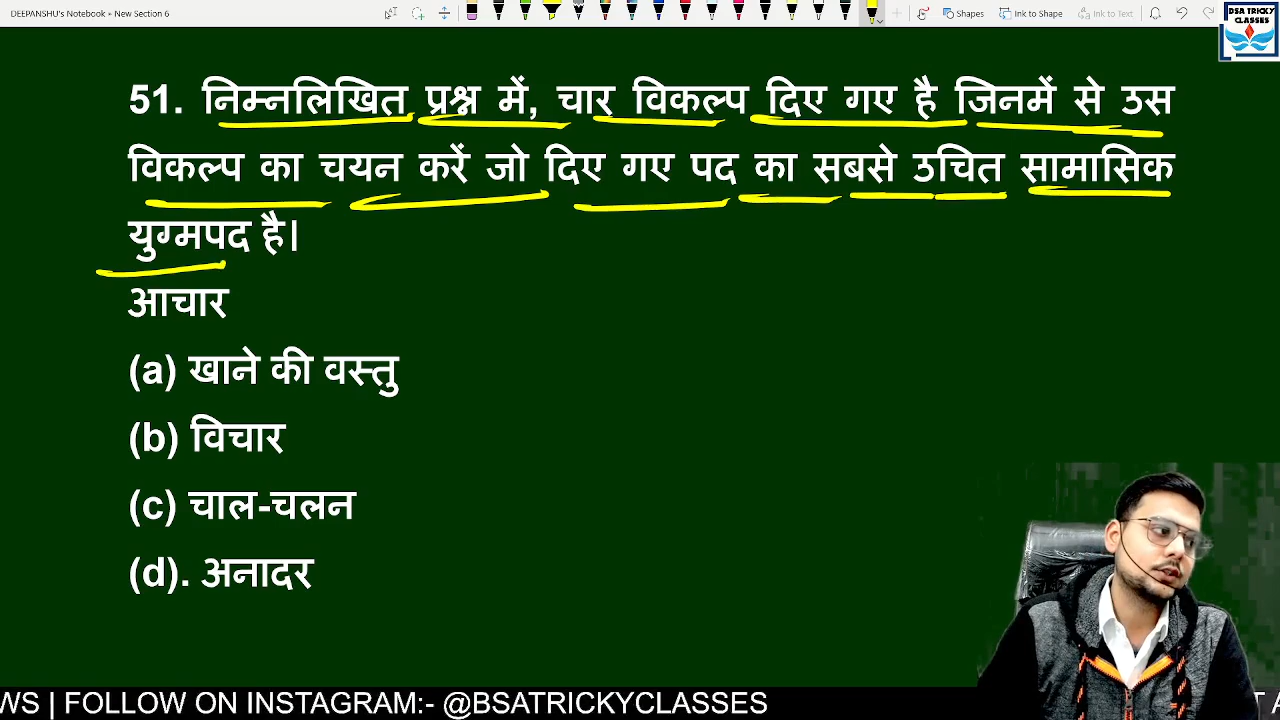 DEEPANSHU's Notebook ▸ New Section 6
Shapes
Ink to Shape
Ink to Text
BSA TRICKY
CLASSES
51. निम्नलिखित प्रश्न में, चार विकल्प दिए गए है जिनमें से उस
विकल्प का चयन करें जो दिए गए पद का सबसे उचित सामासिक
युग्मपद है।
आचार
(a) खाने की वस्तु
(b) विचार
(c) चाल-चलन
(d). अनादर
WS | FOLLOW ON INSTAGRAM:- @BSATRICKYCLASSES